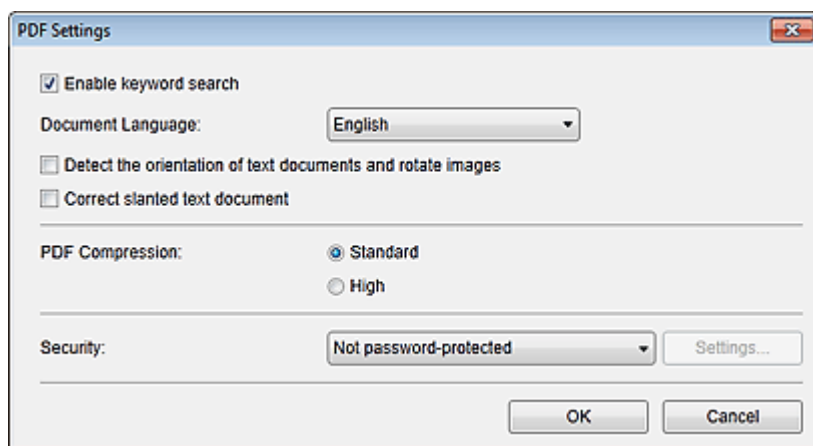 PDF Settings
Enable keyword search
Document Language: English
Detect the orientation of text documents and rotate images
Correct slanted text document
PDF Compression: Standard
High
Security: Not password-protected Settings...
OK Cancel